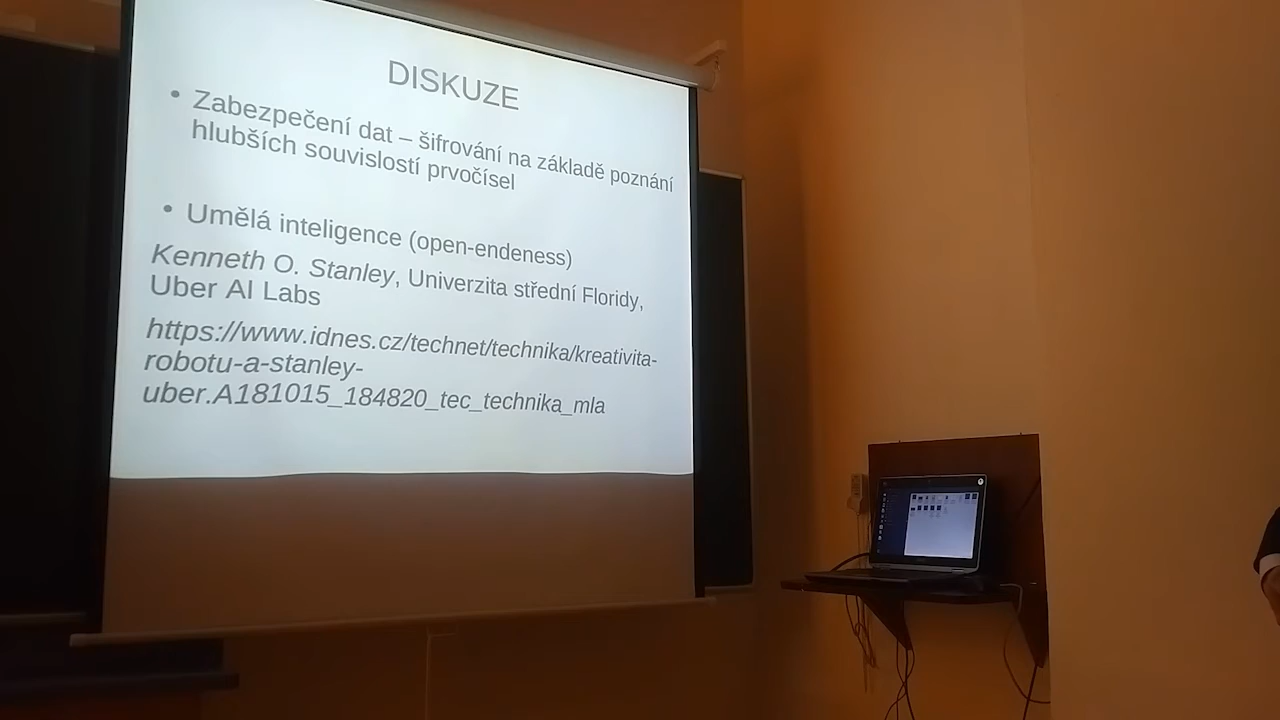 DISKUZE
• Zabezpečení dat – šifrování na základě poznání
hlubších souvislostí prvočísel
• Umělá inteligence (open-endeness)
Kenneth O. Stanley, Univerzita střední Floridy,
Uber AI Labs
https://www.idnes.cz/technet/technika/kreativita-
robotu-a-stanley-
uber.A181015_184820_tec_technika_mla